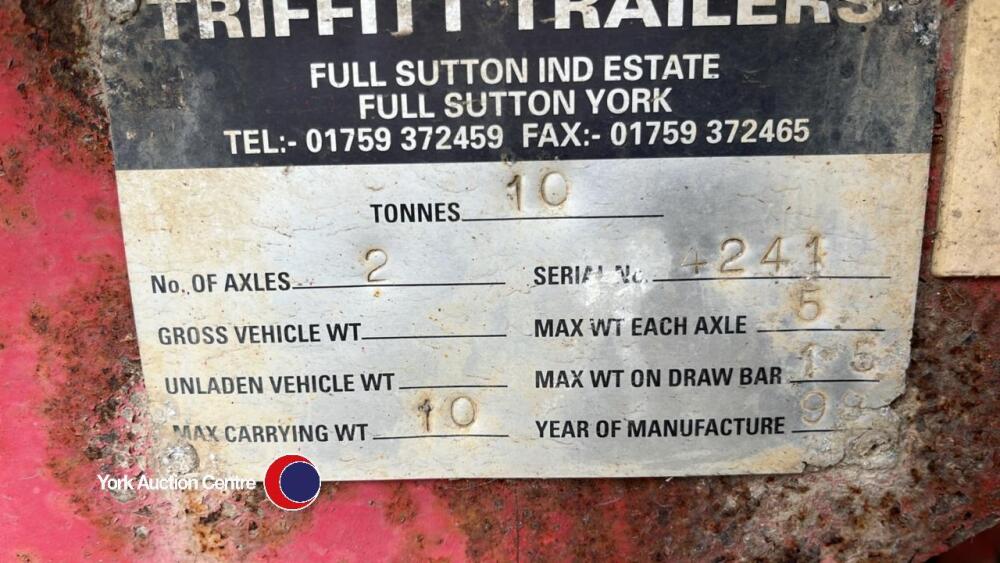 TRIFFITT TRAILERS
FULL SUTTON IND ESTATE
FULL SUTTON YORK
TEL:- 01759 372459 FAX:- 01759 372465
TONNES 10
No. OF AXLES 2 SERIAL No. 4241
GROSS VEHICLE WT MAX WT EACH AXLE 5
UNLADEN VEHICLE WT MAX WT ON DRAW BAR 1 5
MAX CARRYING WT 10 YEAR OF MANUFACTURE
York Auction Centre